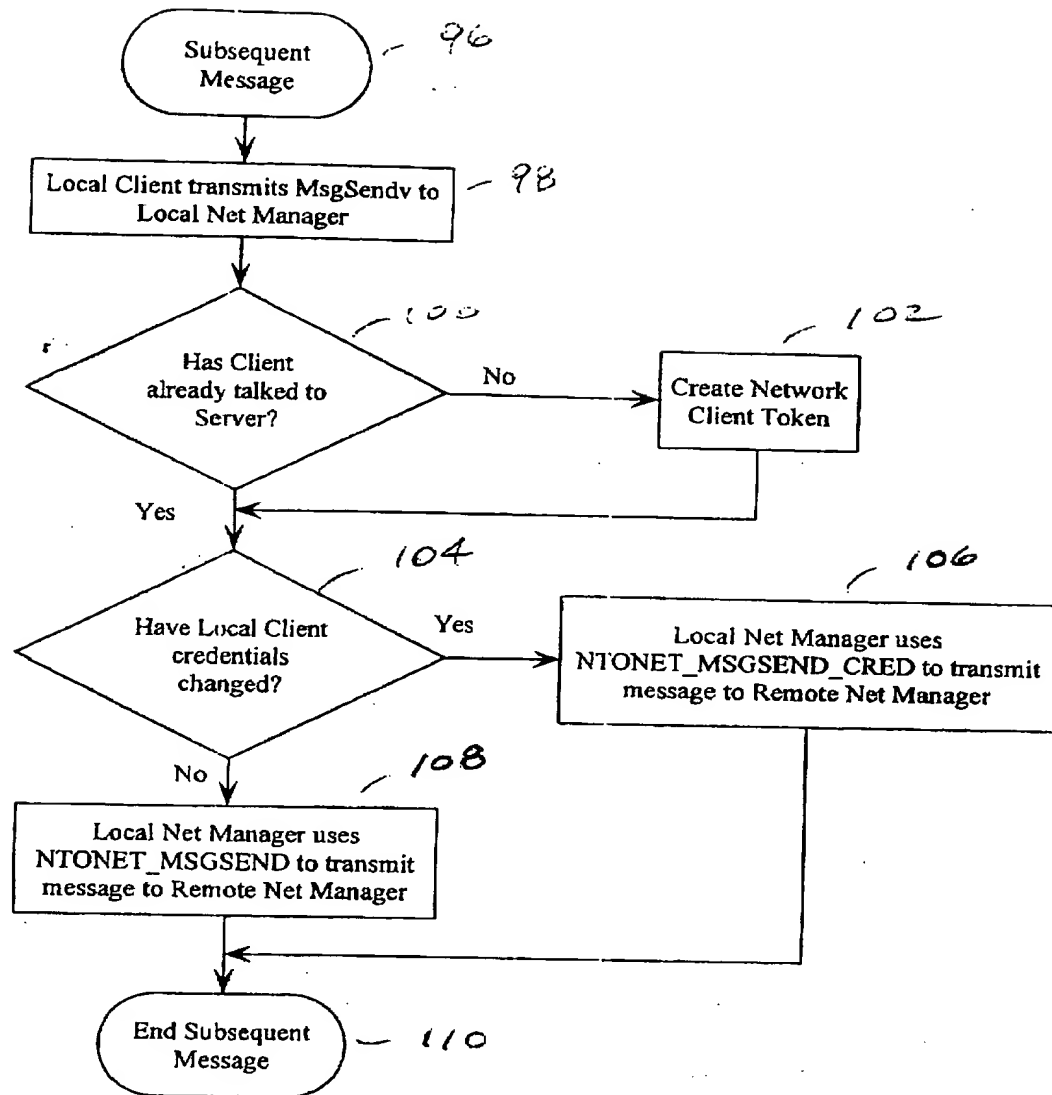 Subsequent
Message
96
Local Client transmits MsgSendv to
Local Net Manager
98
100
Has Client
already talked to
Server?
No
102
Create Network
Client Token
Yes
104
Have Local Client
credentials
changed?
Yes
106
Local Net Manager uses
NTONET_MSGSEND_CRED to transmit
message to Remote Net Manager
No
108
Local Net Manager uses
NTONET_MSGSEND to transmit
message to Remote Net Manager
End Subsequent
Message
110